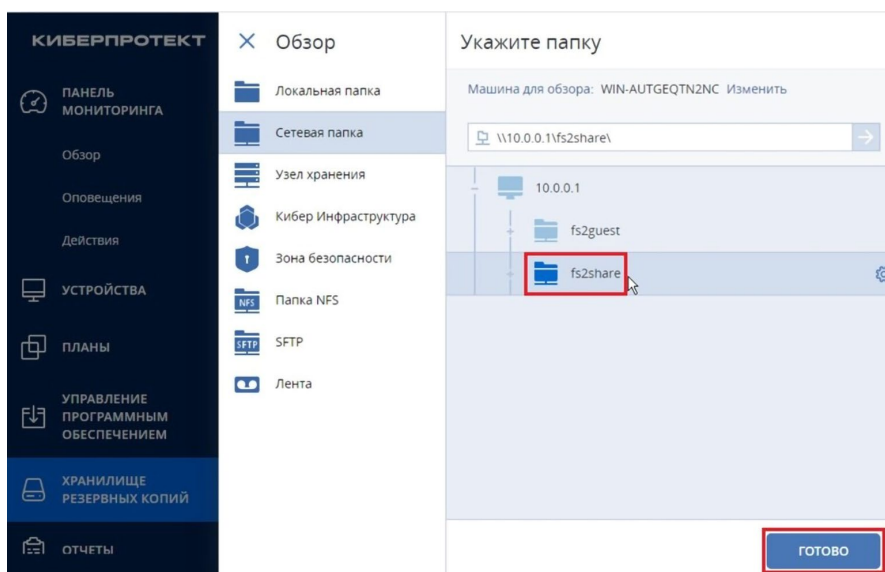 КИБЕРПРОТЕКТ
ПАНЕЛЬ
МОНИТОРИНГА
Обзор
Оповещения
Действия
УСТРОЙСТВА
ПЛАНЫ
УПРАВЛЕНИЕ
ПРОГРАММНЫМ
ОБЕСПЕЧЕНИЕМ
ХРАНИЛИЩЕ
РЕЗЕРВНЫХ КОПИЙ
ОТЧЕТЫ
Обзор
Локальная папка
Сетевая папка
Узел хранения
Кибер Инфраструктура
Зона безопасности
NFS Папка NFS
SFTP SFTP
Лента
Укажите папку
Машина для обзора: WIN-AUTGEQTN2NC Изменить
\\10.0.0.1\fs2share\
10.0.0.1
fs2guest
fs2share
ГОТОВО